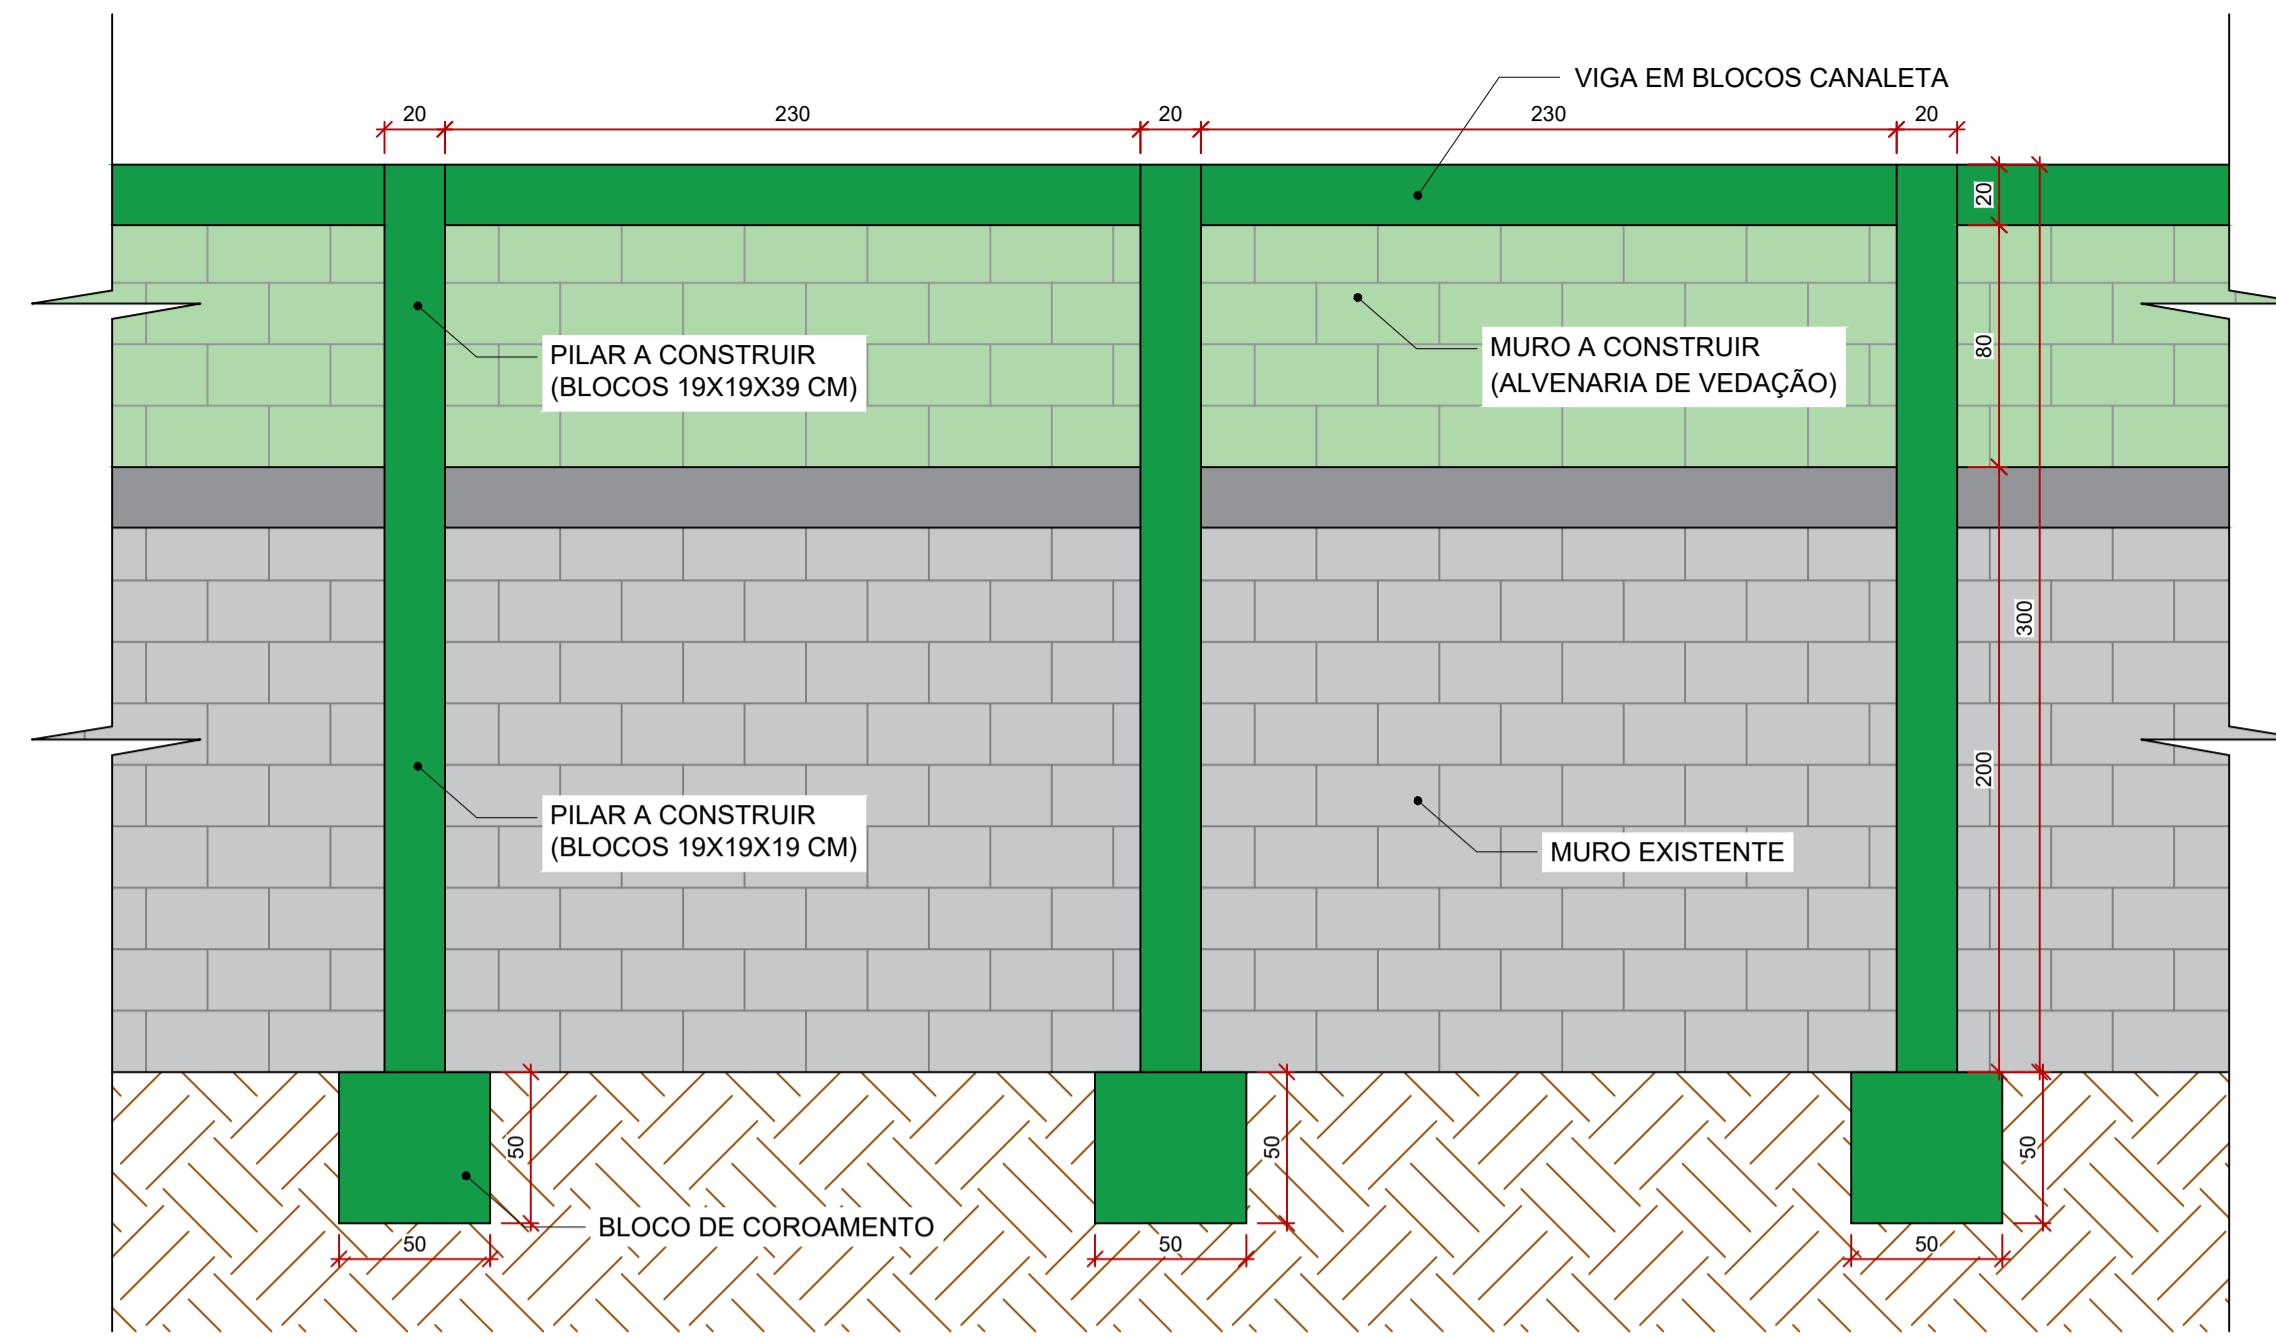 VIGA EM BLOCOS CANALETA
20
230
20
230
20
20
PILAR A CONSTRUIR
(BLOCOS 19X19X39 CM)
MURO A CONSTRUIR
(ALVENARIA DE VEDAÇÃO)
80
300
200
PILAR A CONSTRUIR
(BLOCOS 19X19X19 CM)
MURO EXISTENTE
50
50
50
BLOCO DE COROAMENTO
50
50
50